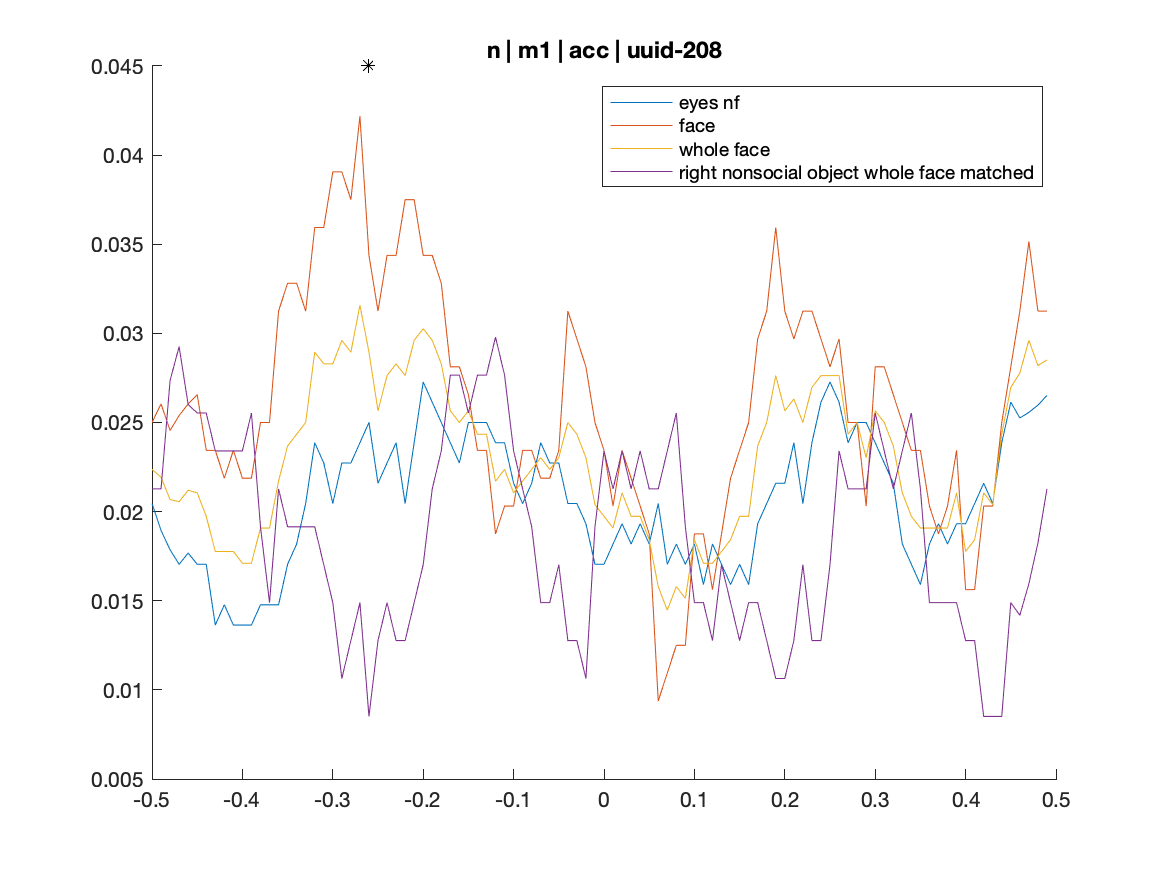 n | m1 | acc | uuid-208
eyes nf
face
whole face
right nonsocial object whole face matched
0.045
0.04
0.035
0.03
0.025
0.02
0.015
0.01
0.005
-0.5 -0.4 -0.3 -0.2 -0.1 0 0.1 0.2 0.3 0.4 0.5